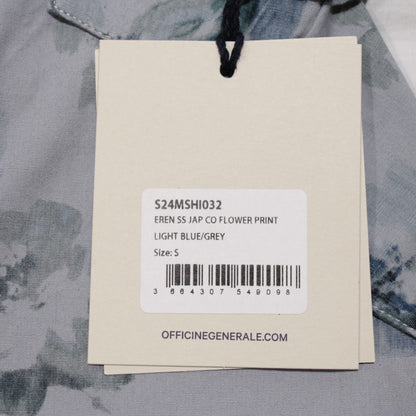 S24MSHI032
EREN SS JAP CO FLOWER PRINT
LIGHT BLUE/GREY
Size: S
3 664307 549098
OFFICINEGENERALE.COM